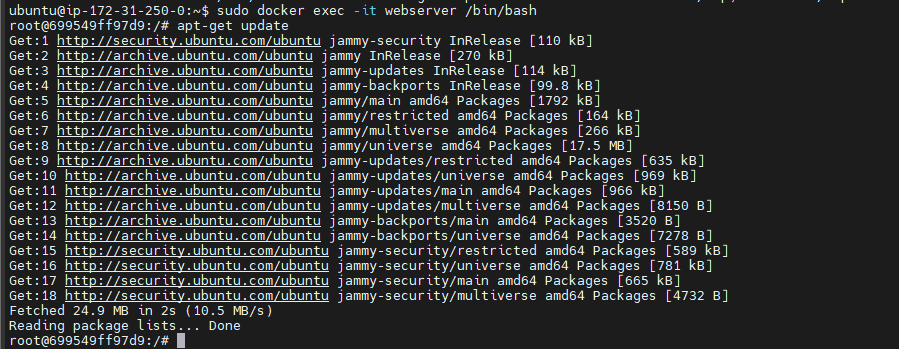 ubuntu@ip-172-31-250-0:~$ sudo docker exec -it webserver /bin/bash
root@699549ff97d9:/# apt-get update
Get:1 http://security.ubuntu.com/ubuntu jammy-security InRelease [110 kB]
Get:2 http://archive.ubuntu.com/ubuntu jammy InRelease [270 kB]
Get:3 http://archive.ubuntu.com/ubuntu jammy-updates InRelease [114 kB]
Get:4 http://archive.ubuntu.com/ubuntu jammy-backports InRelease [99.8 kB]
Get:5 http://archive.ubuntu.com/ubuntu jammy/main amd64 Packages [1792 kB]
Get:6 http://archive.ubuntu.com/ubuntu jammy/restricted amd64 Packages [164 kB]
Get:7 http://archive.ubuntu.com/ubuntu jammy/multiverse amd64 Packages [266 kB]
Get:8 http://archive.ubuntu.com/ubuntu jammy/universe amd64 Packages [17.5 MB]
Get:9 http://archive.ubuntu.com/ubuntu jammy-updates/restricted amd64 Packages [635 kB]
Get:10 http://archive.ubuntu.com/ubuntu jammy-updates/universe amd64 Packages [969 kB]
Get:11 http://archive.ubuntu.com/ubuntu jammy-updates/main amd64 Packages [966 kB]
Get:12 http://archive.ubuntu.com/ubuntu jammy-updates/multiverse amd64 Packages [8150 B]
Get:13 http://archive.ubuntu.com/ubuntu jammy-backports/main amd64 Packages [3520 B]
Get:14 http://archive.ubuntu.com/ubuntu jammy-backports/universe amd64 Packages [7278 B]
Get:15 http://security.ubuntu.com/ubuntu jammy-security/restricted amd64 Packages [589 kB]
Get:16 http://security.ubuntu.com/ubuntu jammy-security/universe amd64 Packages [781 kB]
Get:17 http://security.ubuntu.com/ubuntu jammy-security/main amd64 Packages [665 kB]
Get:18 http://security.ubuntu.com/ubuntu jammy-security/multiverse amd64 Packages [4732 B]
Fetched 24.9 MB in 2s (10.5 MB/s)
Reading package lists... Done
root@699549ff97d9:/#